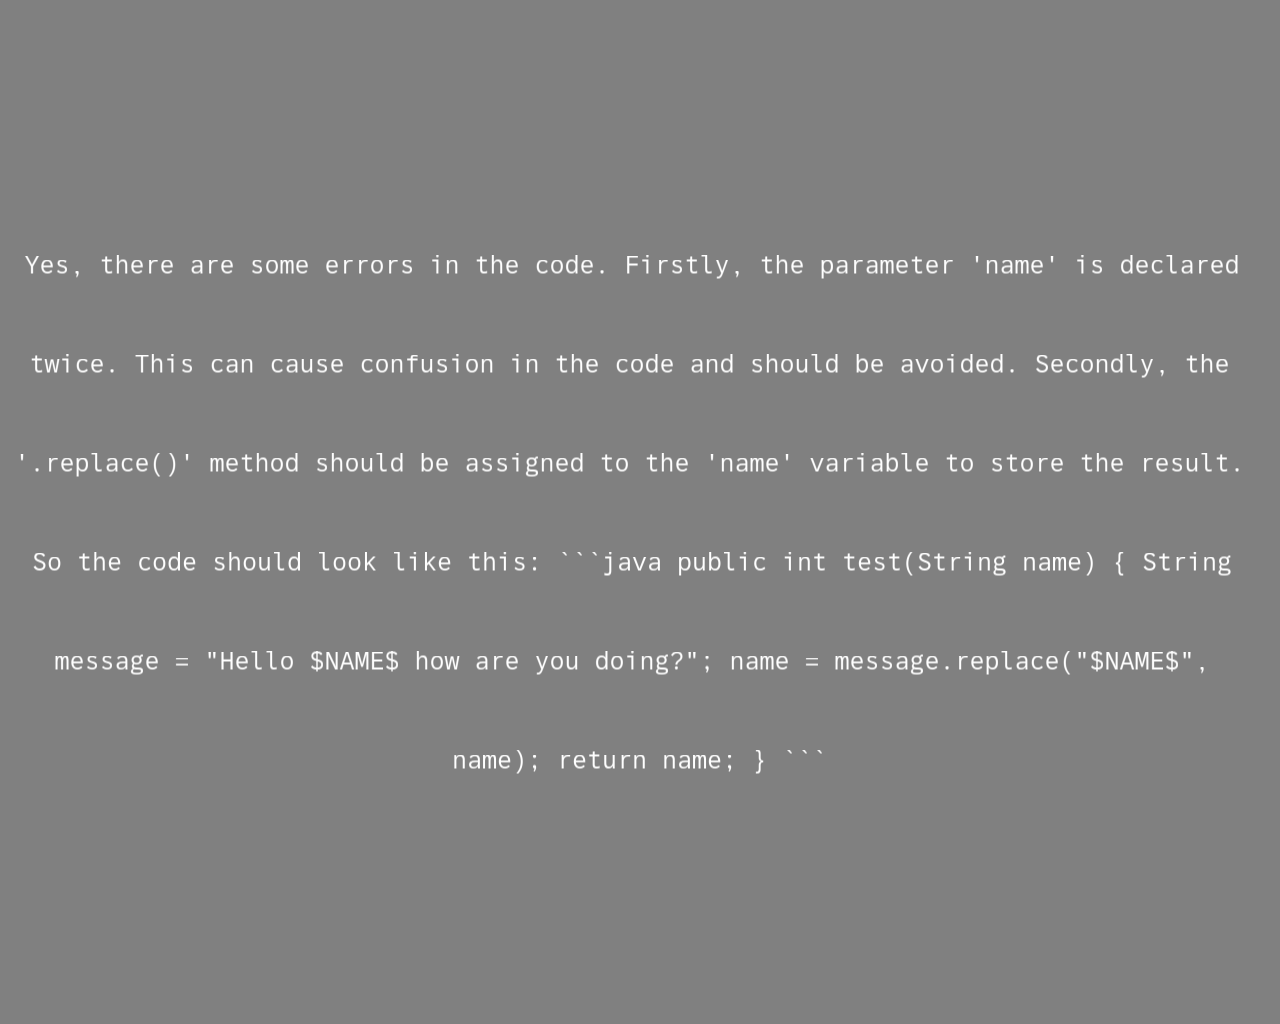 Yes, there are some errors in the code. Firstly, the parameter 'name' is declared
twice. This can cause confusion in the code and should be avoided. Secondly, the
'.replace()' method should be assigned to the 'name' variable to store the result.
So the code should look like this: ```java public int test(String name) { String
message = "Hello $NAME$ how are you doing?"; name = message.replace("$NAME$",
name); return name; } ```